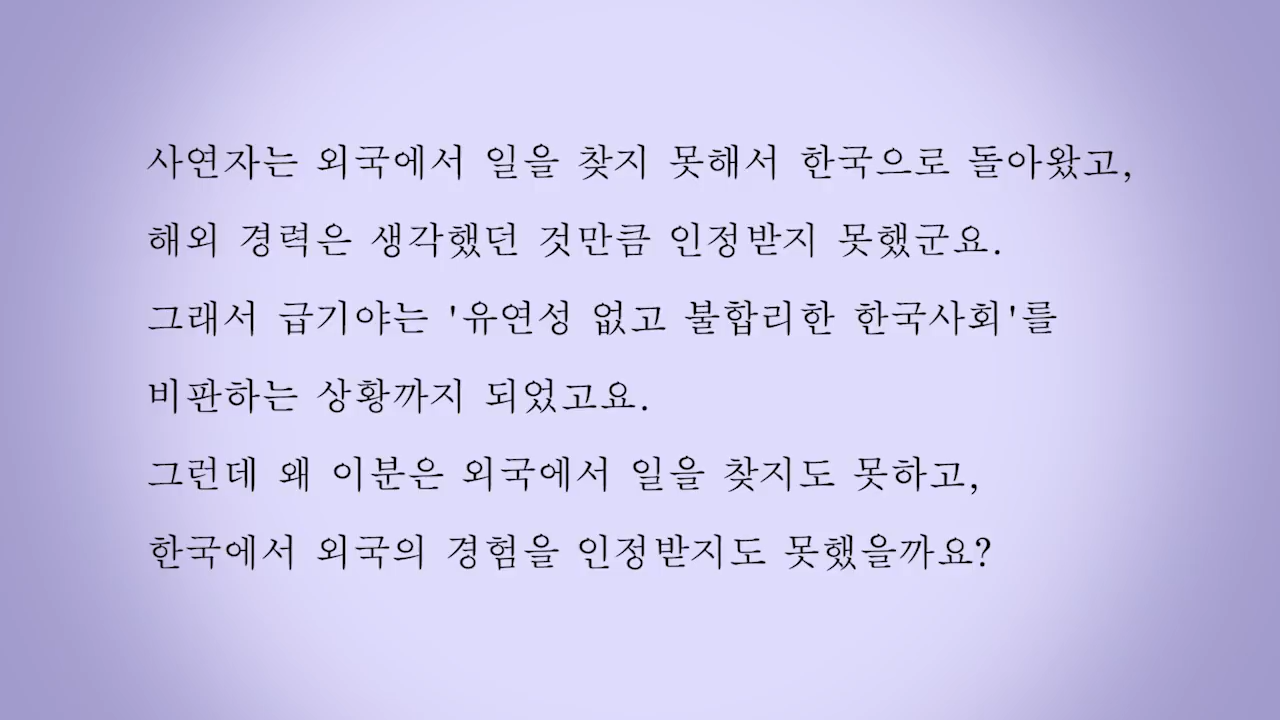 사연자는 외국에서 일을 찾지 못해서 한국으로 돌아왔고,
해외 경력은 생각했던 것만큼 인정받지 못했군요.
그래서 급기야는 '유연성 없고 불합리한 한국사회'를
비판하는 상황까지 되었고요.
그런데 왜 이분은 외국에서 일을 찾지도 못하고,
한국에서 외국의 경험을 인정받지도 못했을까요?